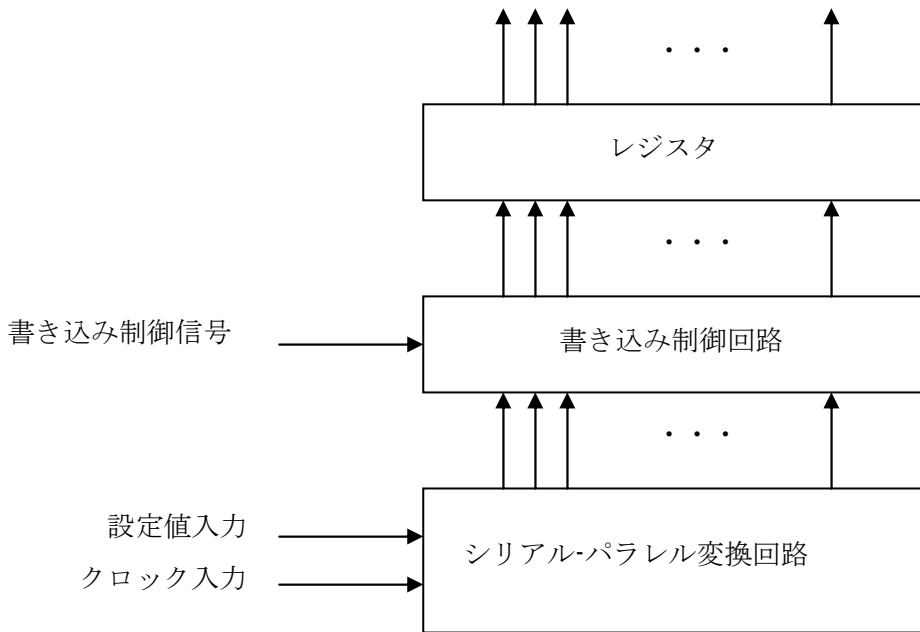 ・・・
レジスタ
・・・
書き込み制御信号
書き込み制御回路
・・・
設定値入力
シリアル-パラレル変換回路
クロック入力